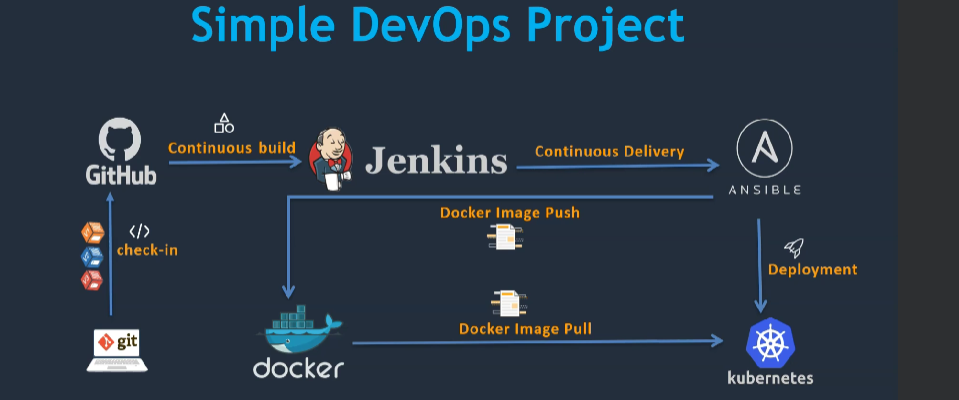 Simple DevOps Project
GitHub
Continuous build
Jenkins
Continuous Delivery
ANSIBLE
Docker Image Push
</>
check-in
Deployment
git
docker
Docker Image Pull
kubernetes